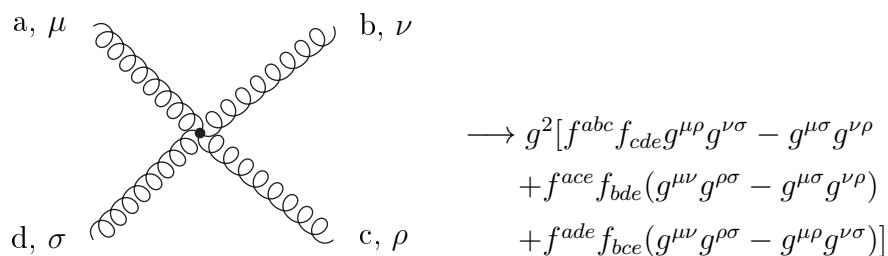 a, μ
b, ν
⟶ g²[f^{abc} f_{cde} g^{μρ} g^{νσ} − g^{μσ} g^{νρ}
+f^{ace} f_{bde}(g^{μν} g^{ρσ} − g^{μσ} g^{νρ})
+f^{ade} f_{bce}(g^{μν} g^{ρσ} − g^{μρ} g^{νσ})]
d, σ
c, ρ